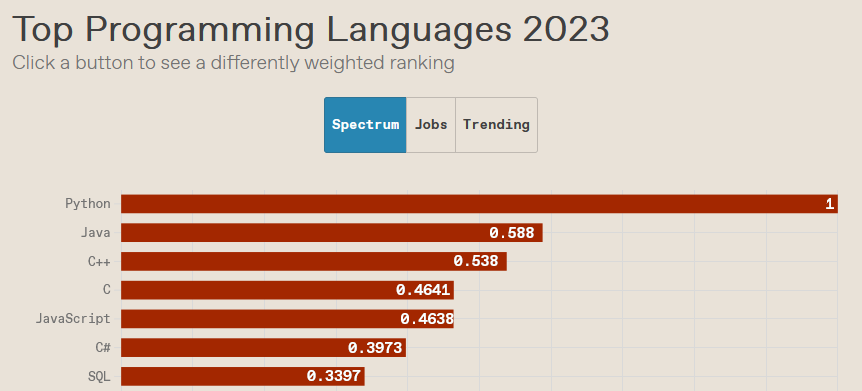 Top Programming Languages 2023
Click a button to see a differently weighted ranking
Spectrum Jobs Trending
Python 1
Java 0.588
C++ 0.538
C 0.4641
JavaScript 0.4638
C# 0.3973
SQL 0.3397